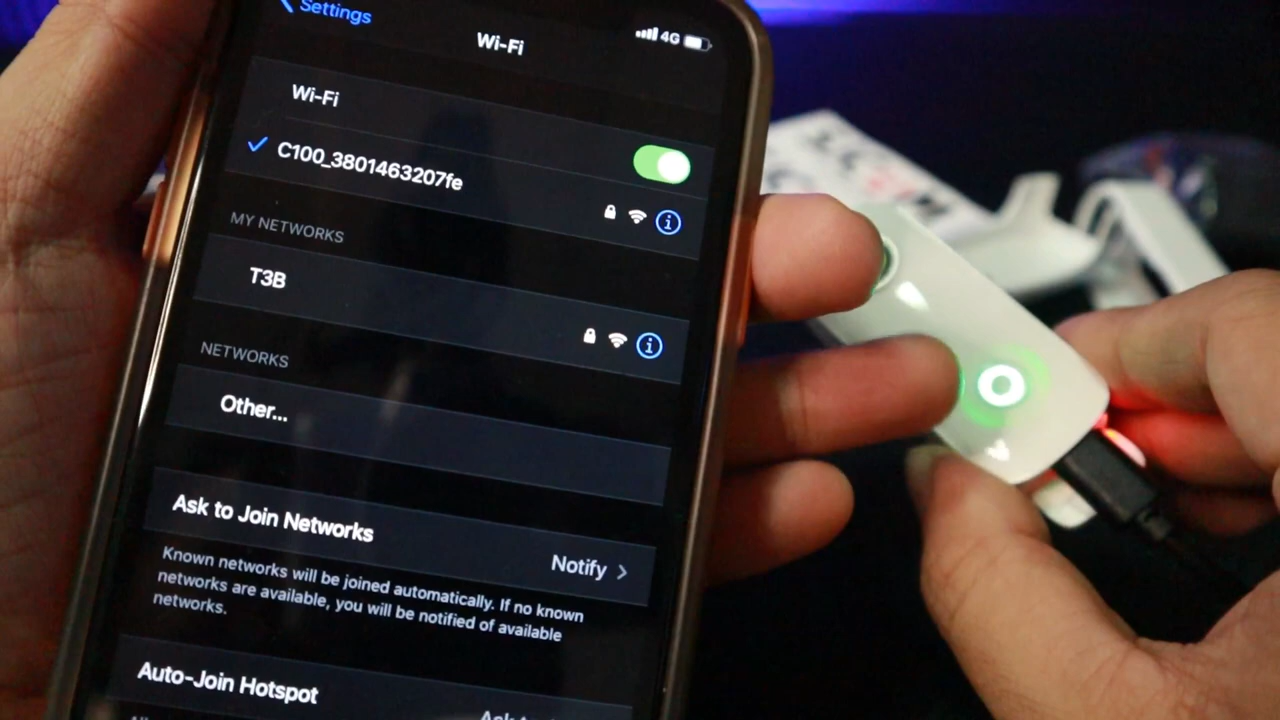 Settings
4G
Wi-Fi
Wi-Fi
C100_3801463207fe
MY NETWORKS
T3B
NETWORKS
Other...
Ask to Join Networks
Notify
Known networks will be joined automatically. If no known
networks are available, you will be notified of available
networks.
Auto-Join Hotspot